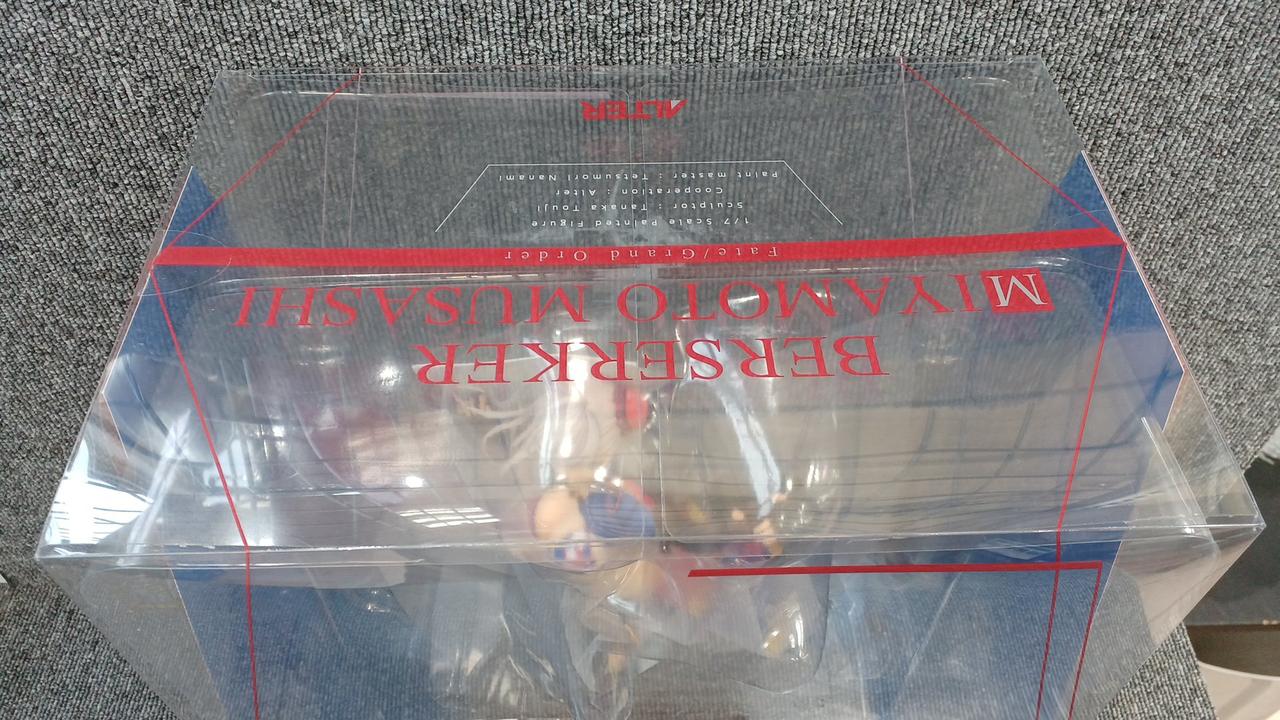 BERSERKER
MIYAMOTO MUSASHI
Fate/Grand Order
1/7 Scale Painted Figure
Sculptor : Tanaka Touji
Cooperation : Alter
Paint master : Tetsumori Nanami
ALTER